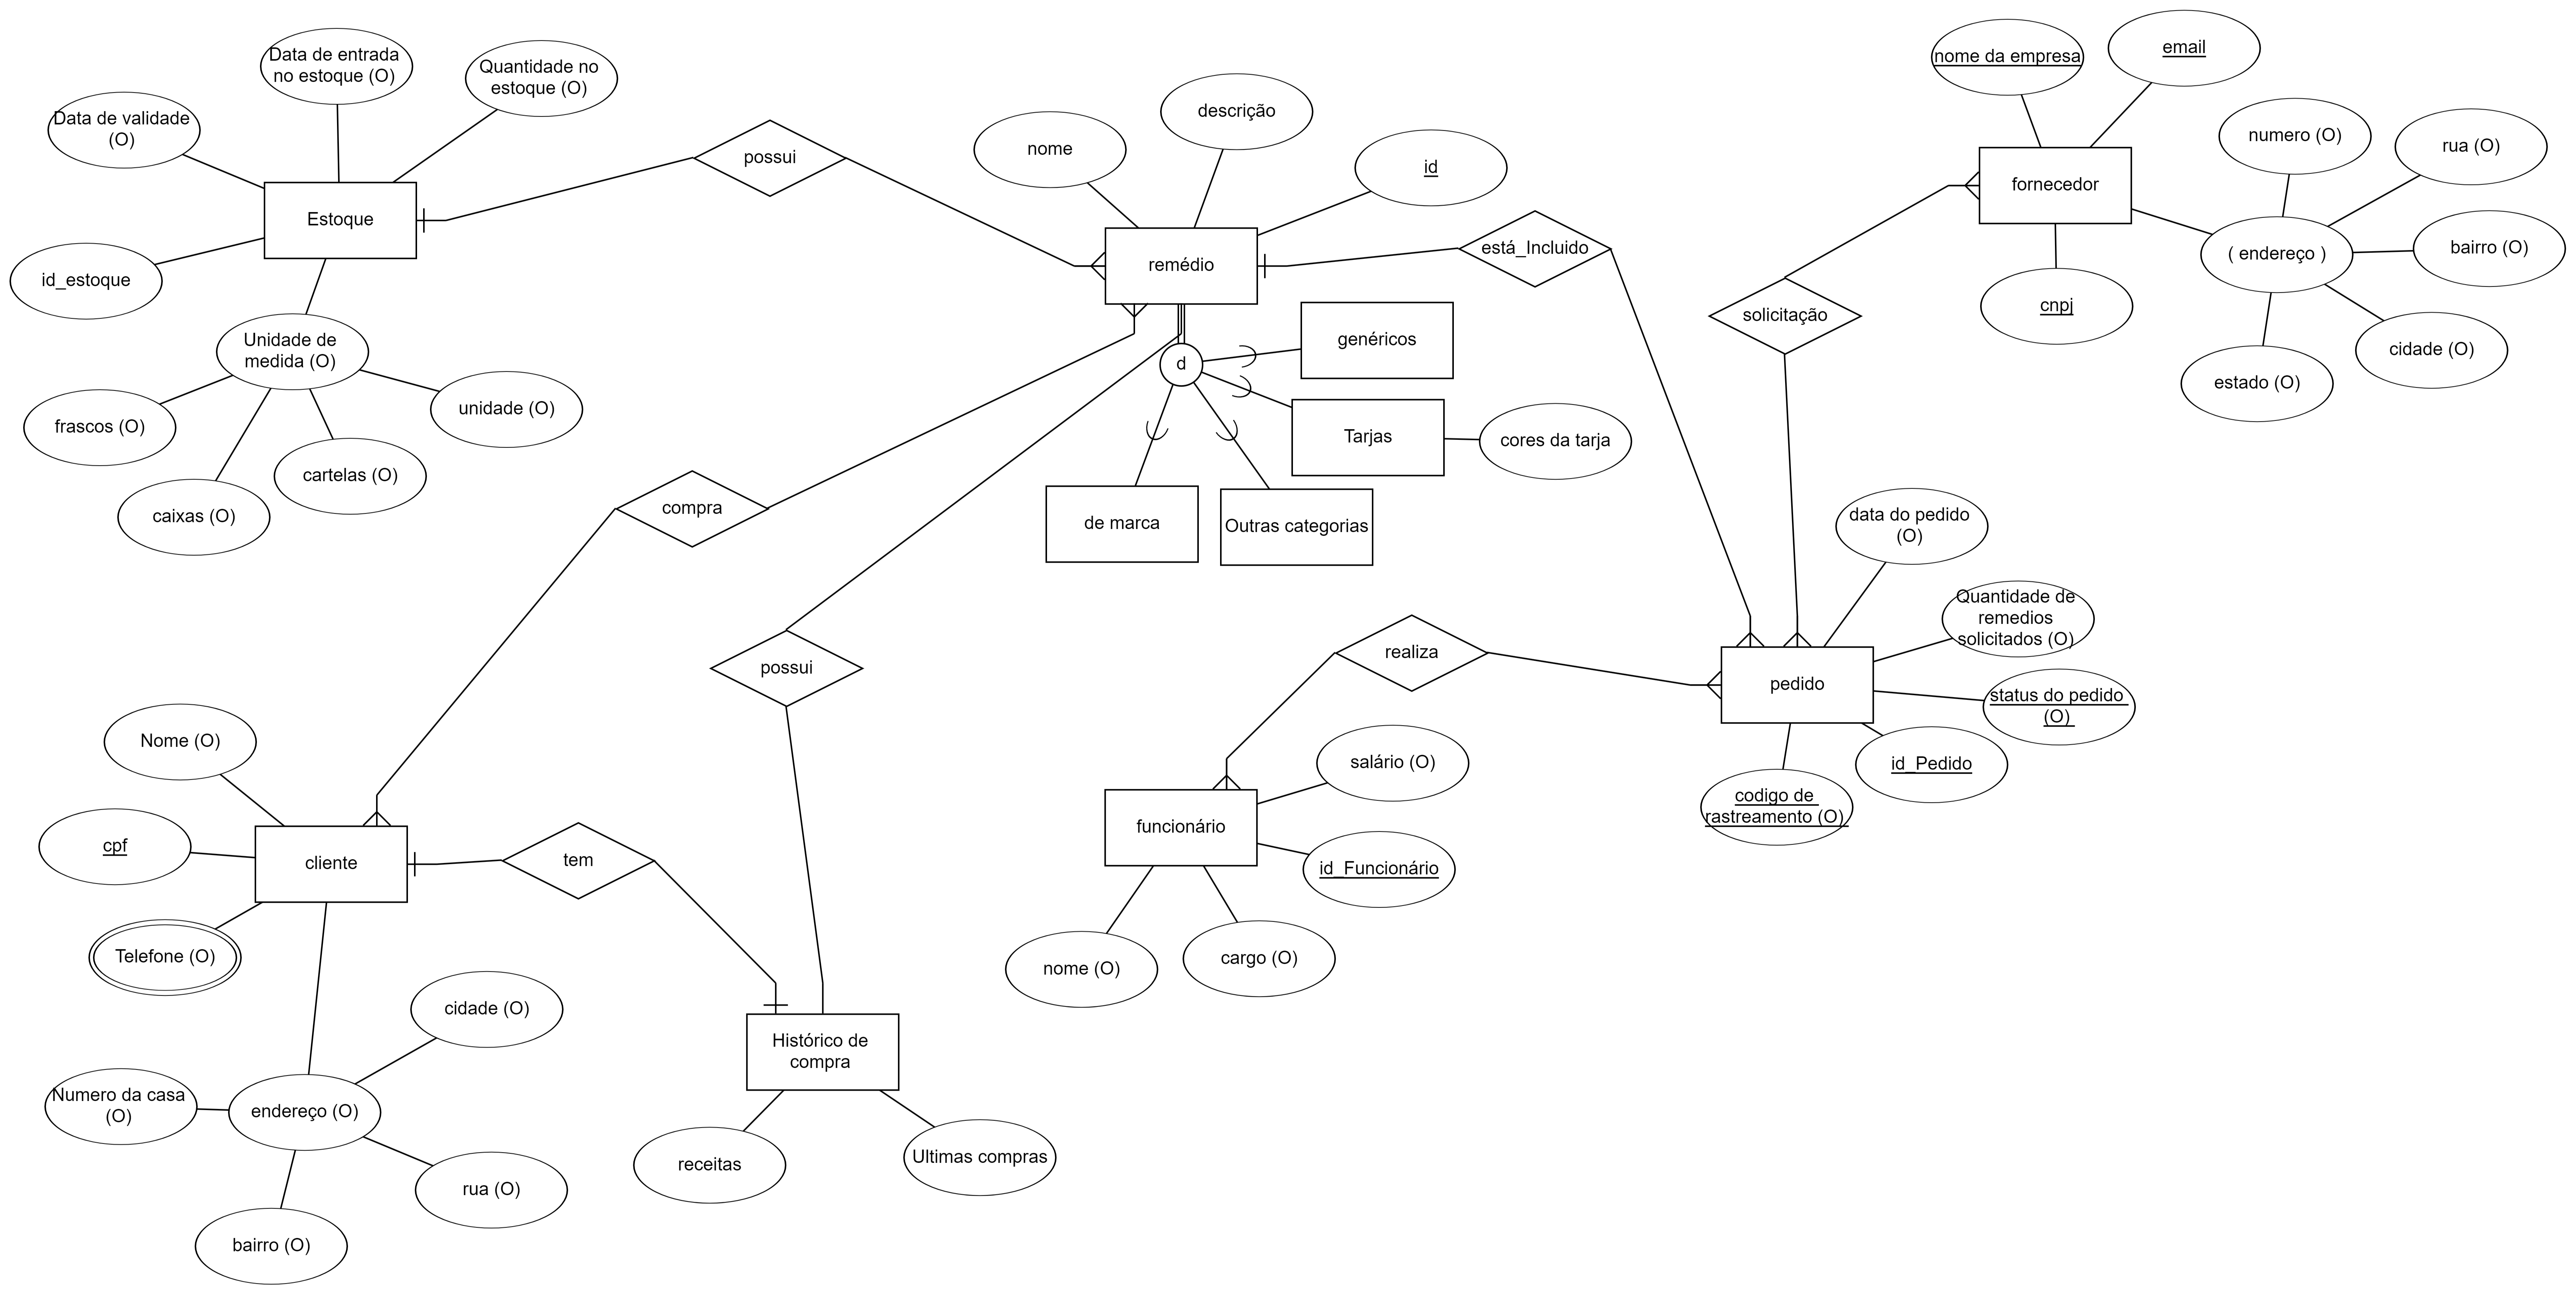 Data de entrada
no estoque (O)
Quantidade no
estoque (O)
Data de validade
(O)
Estoque
id_estoque
Unidade de
medida (O)
frascos (O)
caixas (O)
cartelas (O)
unidade (O)
possui
nome
descrição
id
remédio
está_Incluido
d
genéricos
Tarjas
cores da tarja
de marca
Outras categorias
nome da empresa
email
fornecedor
numero (O)
rua (O)
( endereço )
bairro (O)
cnpj
cidade (O)
estado (O)
solicitação
compra
possui
data do pedido
(O)
Quantidade de
remedios
solicitados (O)
realiza
pedido
status do pedido
(O)
id_Pedido
codigo de
rastreamento (O)
salário (O)
funcionário
id_Funcionário
nome (O)
cargo (O)
Nome (O)
cpf
cliente
tem
Telefone (O)
cidade (O)
Numero da casa
(O)
endereço (O)
rua (O)
bairro (O)
Histórico de
compra
receitas
Ultimas compras